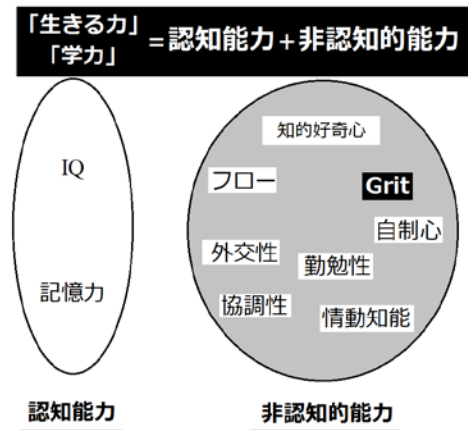 「生きる力」
「学力」
=認知能力+非認知的能力
知的好奇心
IQ
フロー
Grit
自制心
外交性
勤勉性
記憶力
協調性
情動知能
認知能力
非認知的能力